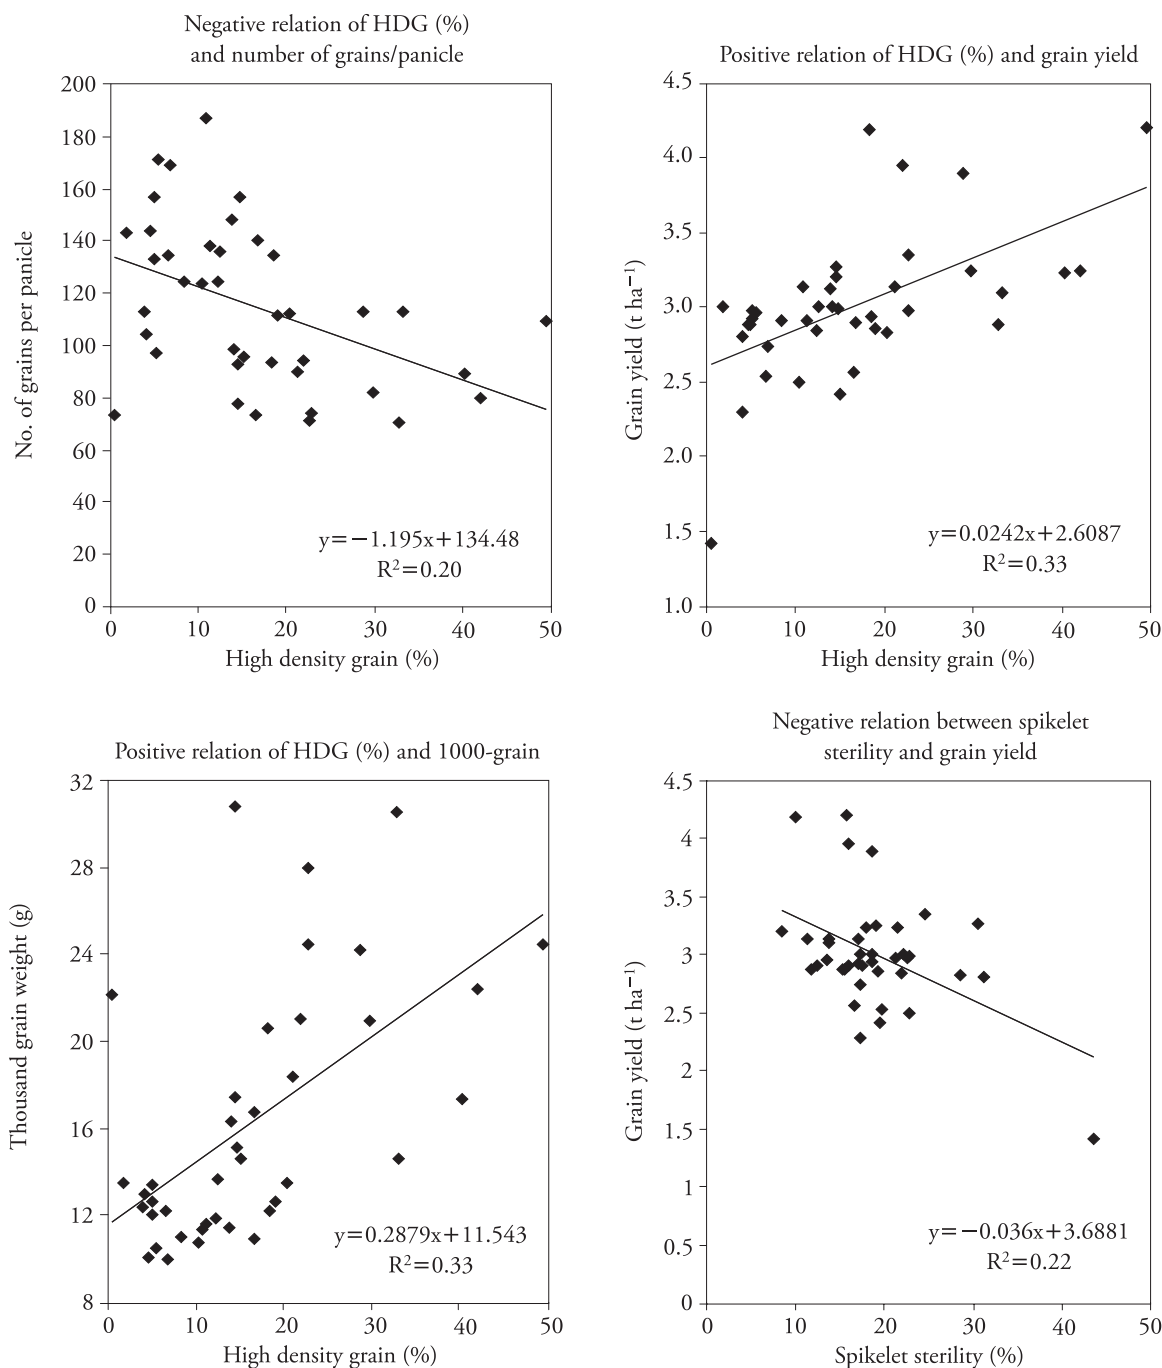 Negative relation of HDG (%)
and number of grains/panicle
200
180
160
140
120
100
80
60
40
20
0
No. of grains per panicle
y=−1.195x+134.48
R²=0.20
0 10 20 30 40 50
High density grain (%)
Positive relation of HDG (%) and grain yield
4.5
4.0
3.5
3.0
2.5
2.0
1.5
1.0
Grain yield (t ha⁻¹)
y=0.0242x+2.6087
R²=0.33
0 10 20 30 40 50
High density grain (%)
Positive relation of HDG (%) and 1000-grain
32
28
24
20
16
12
8
Thousand grain weight (g)
y=0.2879x+11.543
R²=0.33
0 10 20 30 40 50
High density grain (%)
Negative relation between spikelet
sterility and grain yield
4.5
4
3.5
3
2.5
2
1.5
1
0.5
0
Grain yield (t ha⁻¹)
y=−0.036x+3.6881
R²=0.22
0 10 20 30 40 50
Spikelet sterility (%)